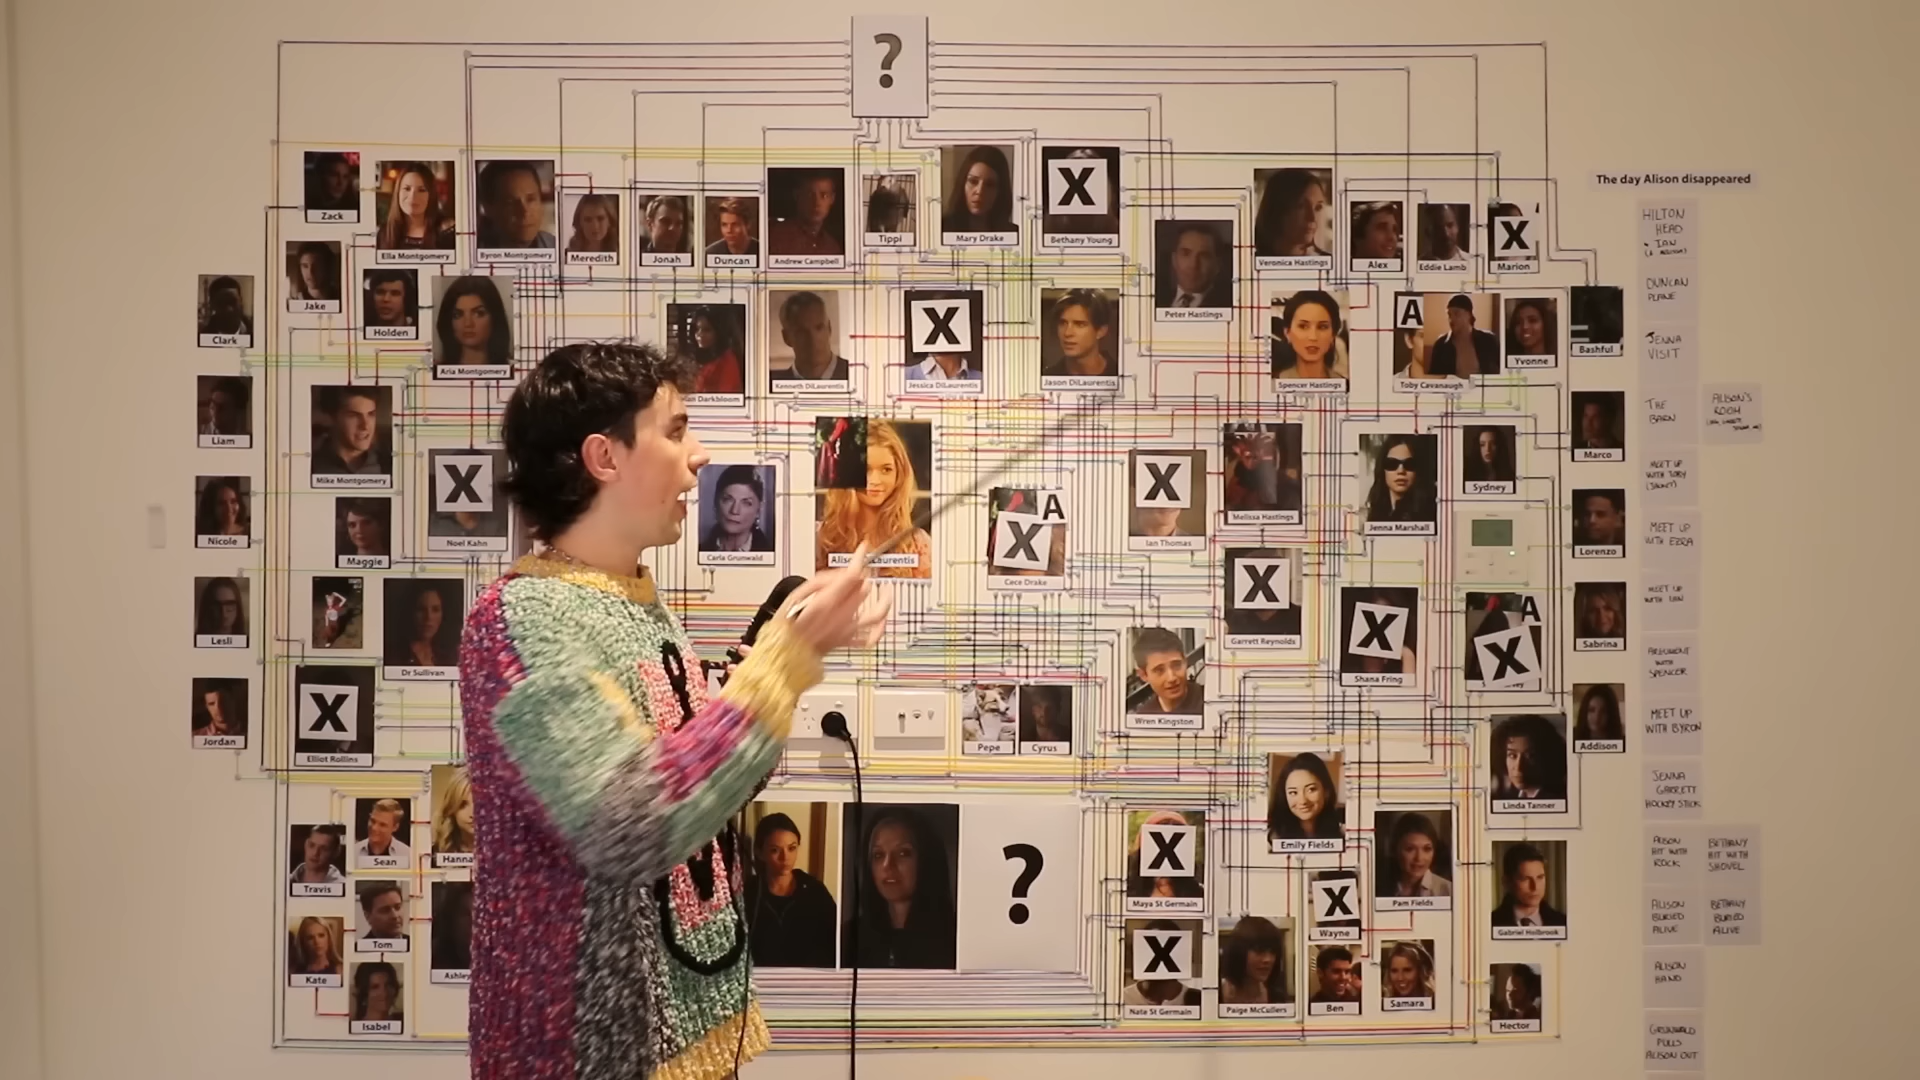 ?
Zack
Ella Montgomery
Byron Montgomery
Meredith
Jonah
Duncan
Andrew Campbell
Tippi
Mary Drake
X
Bethany Young
Peter Hastings
Veronica Hastings
Alex
Eddie Lamb
X
Marion
The day Alison disappeared
Clark
Jake
Holden
Aria Montgomery
Darkbloom
Kenneth DiLaurentis
X
Jessica DiLaurentis
Jason DiLaurentis
Spencer Hastings
A
Toby Cavanaugh
Yvonne
Bashful
Liam
Mike Montgomery
X
Noel Kahn
Carla Grunwald
Laurentis
X
A
Cece Drake
X
Ian Thomas
Melissa Hastings
Jenna Marshall
Sydney
Marco
Nicole
Maggie
X
Garrett Reynolds
Lorenzo
Lesli
Dr Sullivan
Wren Kingston
X
Shana Fring
A
X
Sabrina
Jordan
X
Elliot Rollins
Pepe
Cyrus
Linda Tanner
Addison
Travis
Sean
Hanna
?
X
Maya St Germain
Emily Fields
Pam Fields
Gabriel Holbrook
Kate
Tom
Isabel
Ashley
X
Nate St Germain
Paige McCullers
X
Wayne
Ben
Samara
Hector
HILTON
HEAD
IAN
DUNCAN
PLANE
JENNA
VISIT
THE
BARN
ALISON'S
ROOM
MEET UP
WITH TOBY
(JACKET)
MEET UP
WITH EZRA
MEET UP
WITH IAN
ARGUMENT
WITH
SPENCER
MEET UP
WITH BYRON
JENNA
GARRETT
HOCKEY STICK
ALISON
HIT WITH
ROCK
BETHANY
HIT WITH
SHOVEL
ALISON
BURIED
ALIVE
BETHANY
BURIED
ALIVE
ALISON
HAND
GRUNWALD
PULLS
ALISON OUT